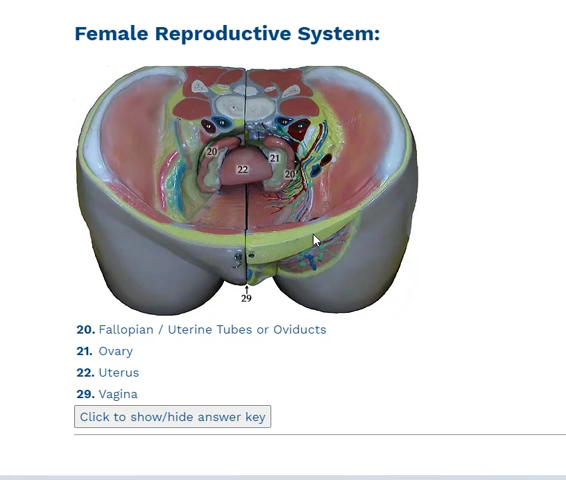 Female Reproductive System:
20
21
22
20
29
20. Fallopian / Uterine Tubes or Oviducts
21. Ovary
22. Uterus
29. Vagina
Click to show/hide answer key